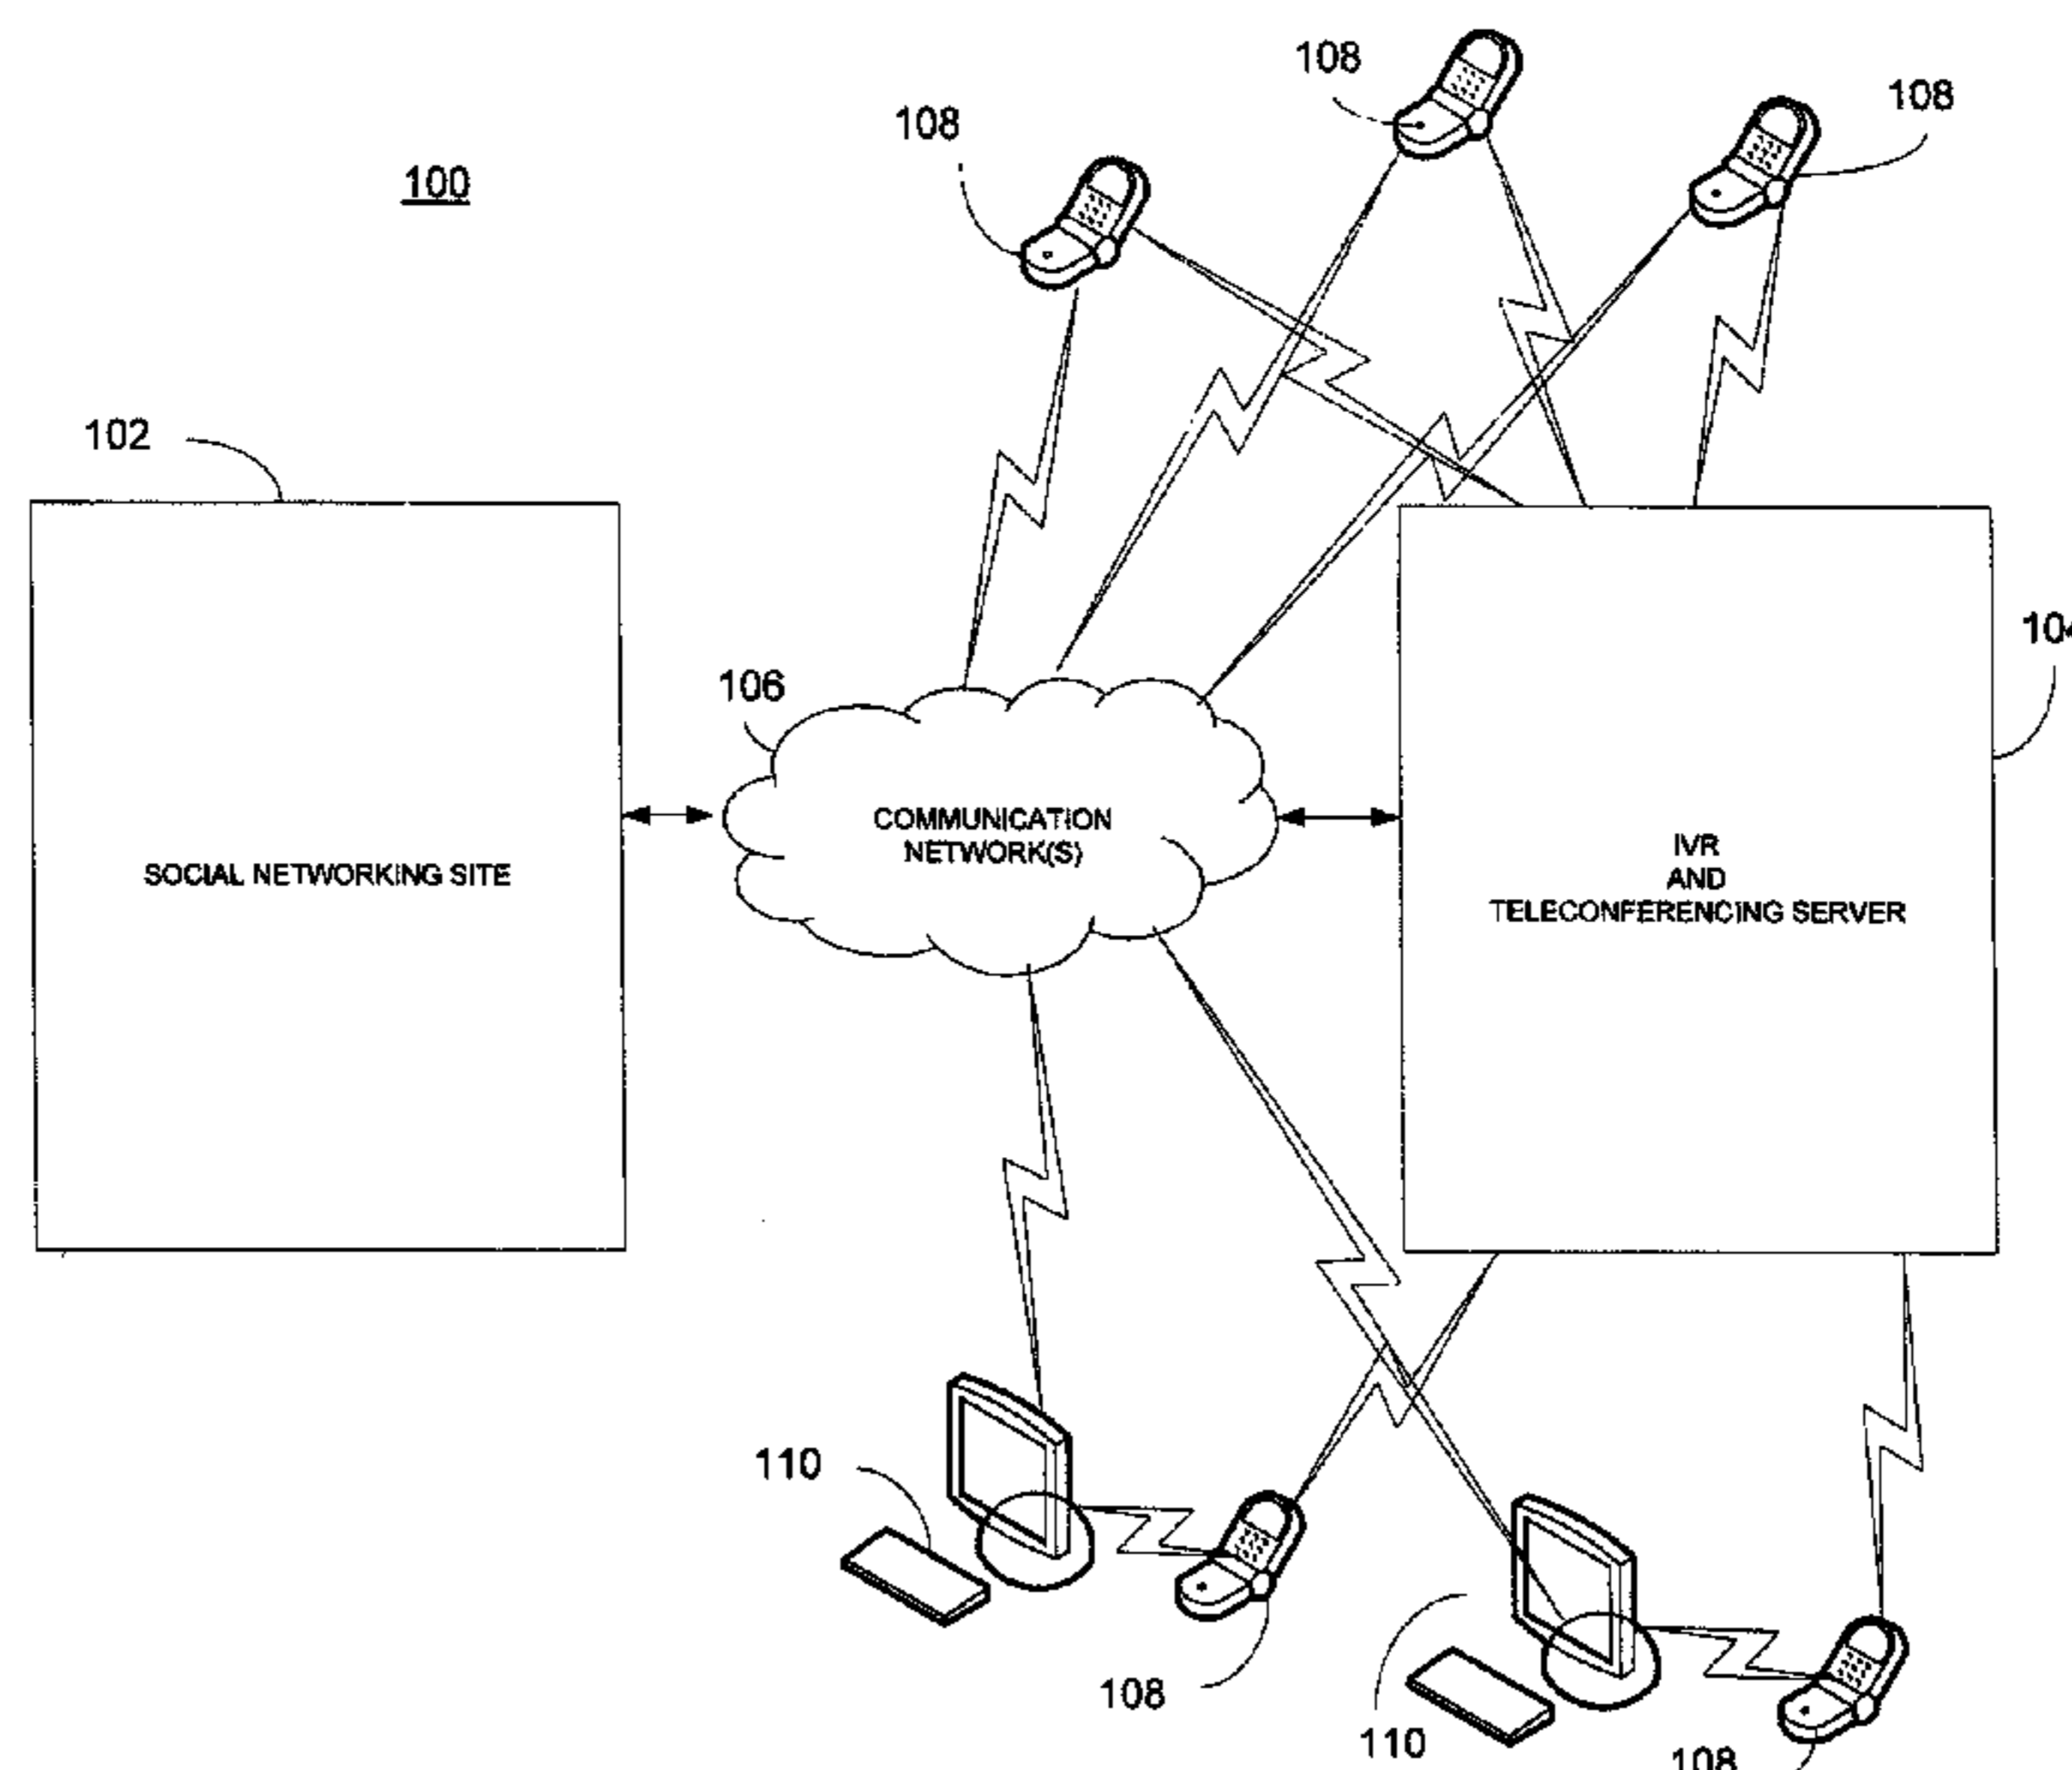 108
108
108
100
102
104
106
COMMUNICATION
NETWORK(S)
SOCIAL NETWORKING SITE
IVR
AND
TELECONFERENCING SERVER
110
108
110
108